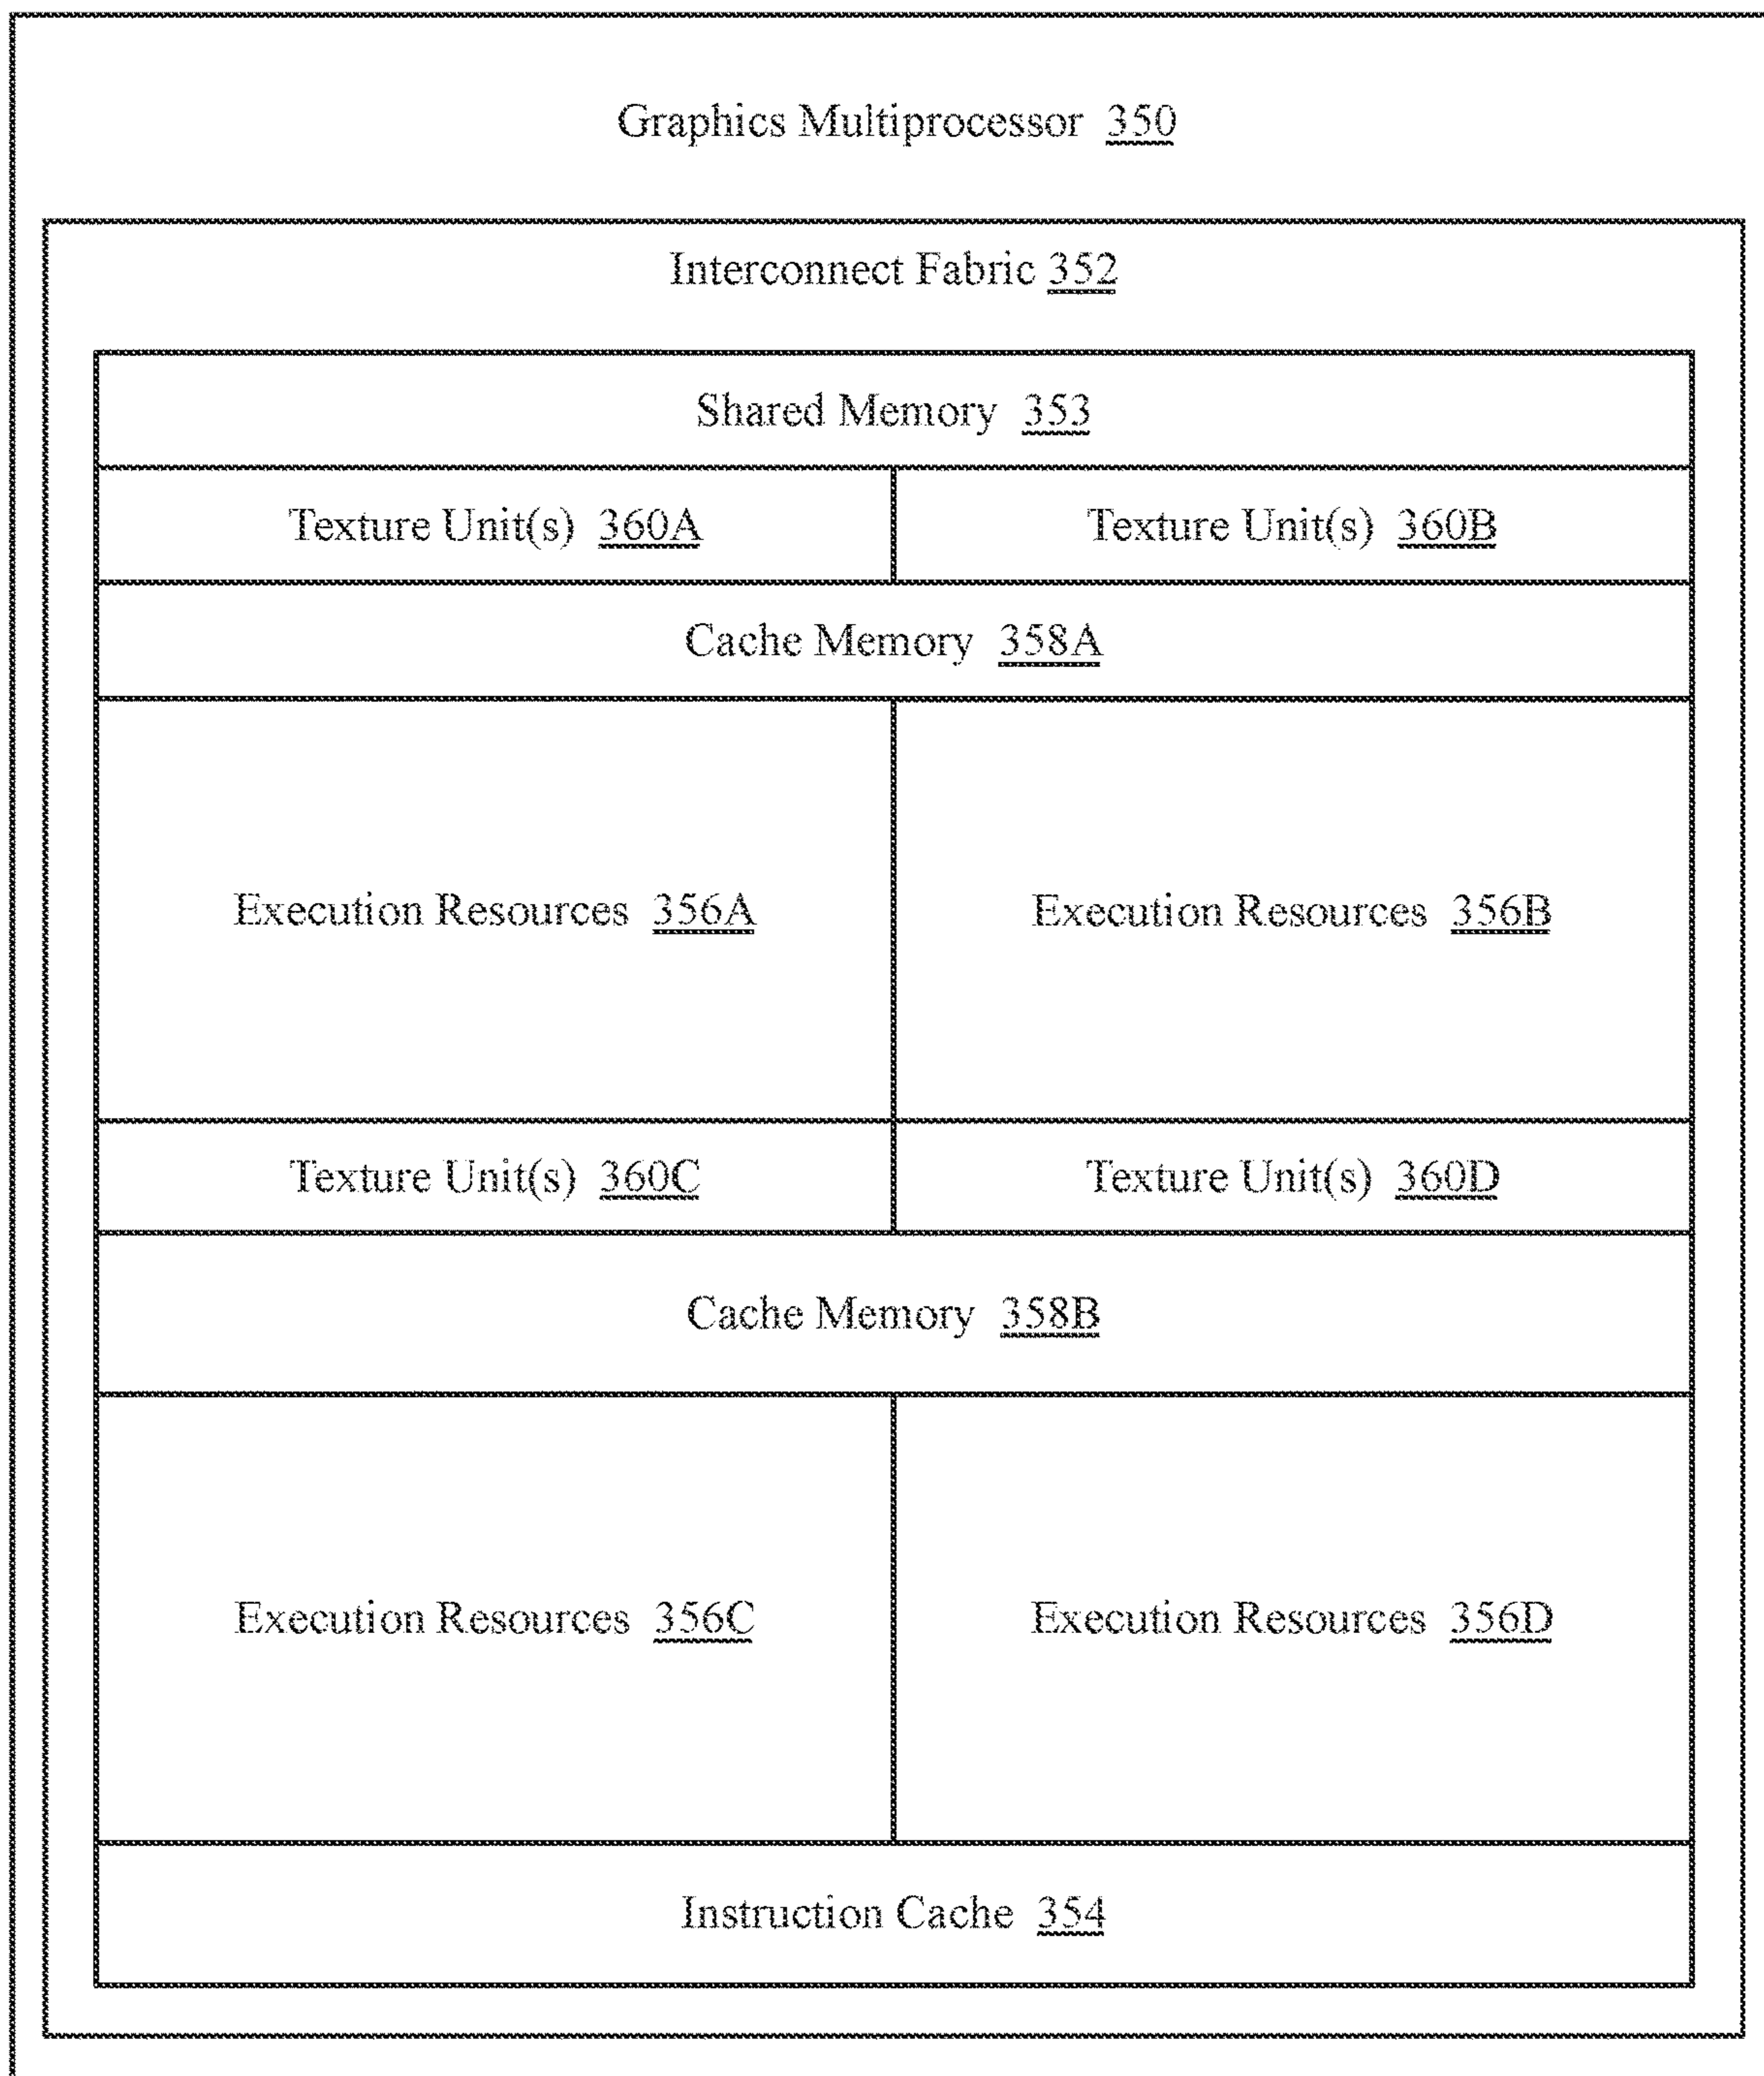 Graphics Multiprocessor 350
Interconnect Fabric 352
Shared Memory 353
Texture Unit(s) 360A
Texture Unit(s) 360B
Cache Memory 358A
Execution Resources 356A
Execution Resources 356B
Texture Unit(s) 360C
Texture Unit(s) 360D
Cache Memory 358B
Execution Resources 356C
Execution Resources 356D
Instruction Cache 354